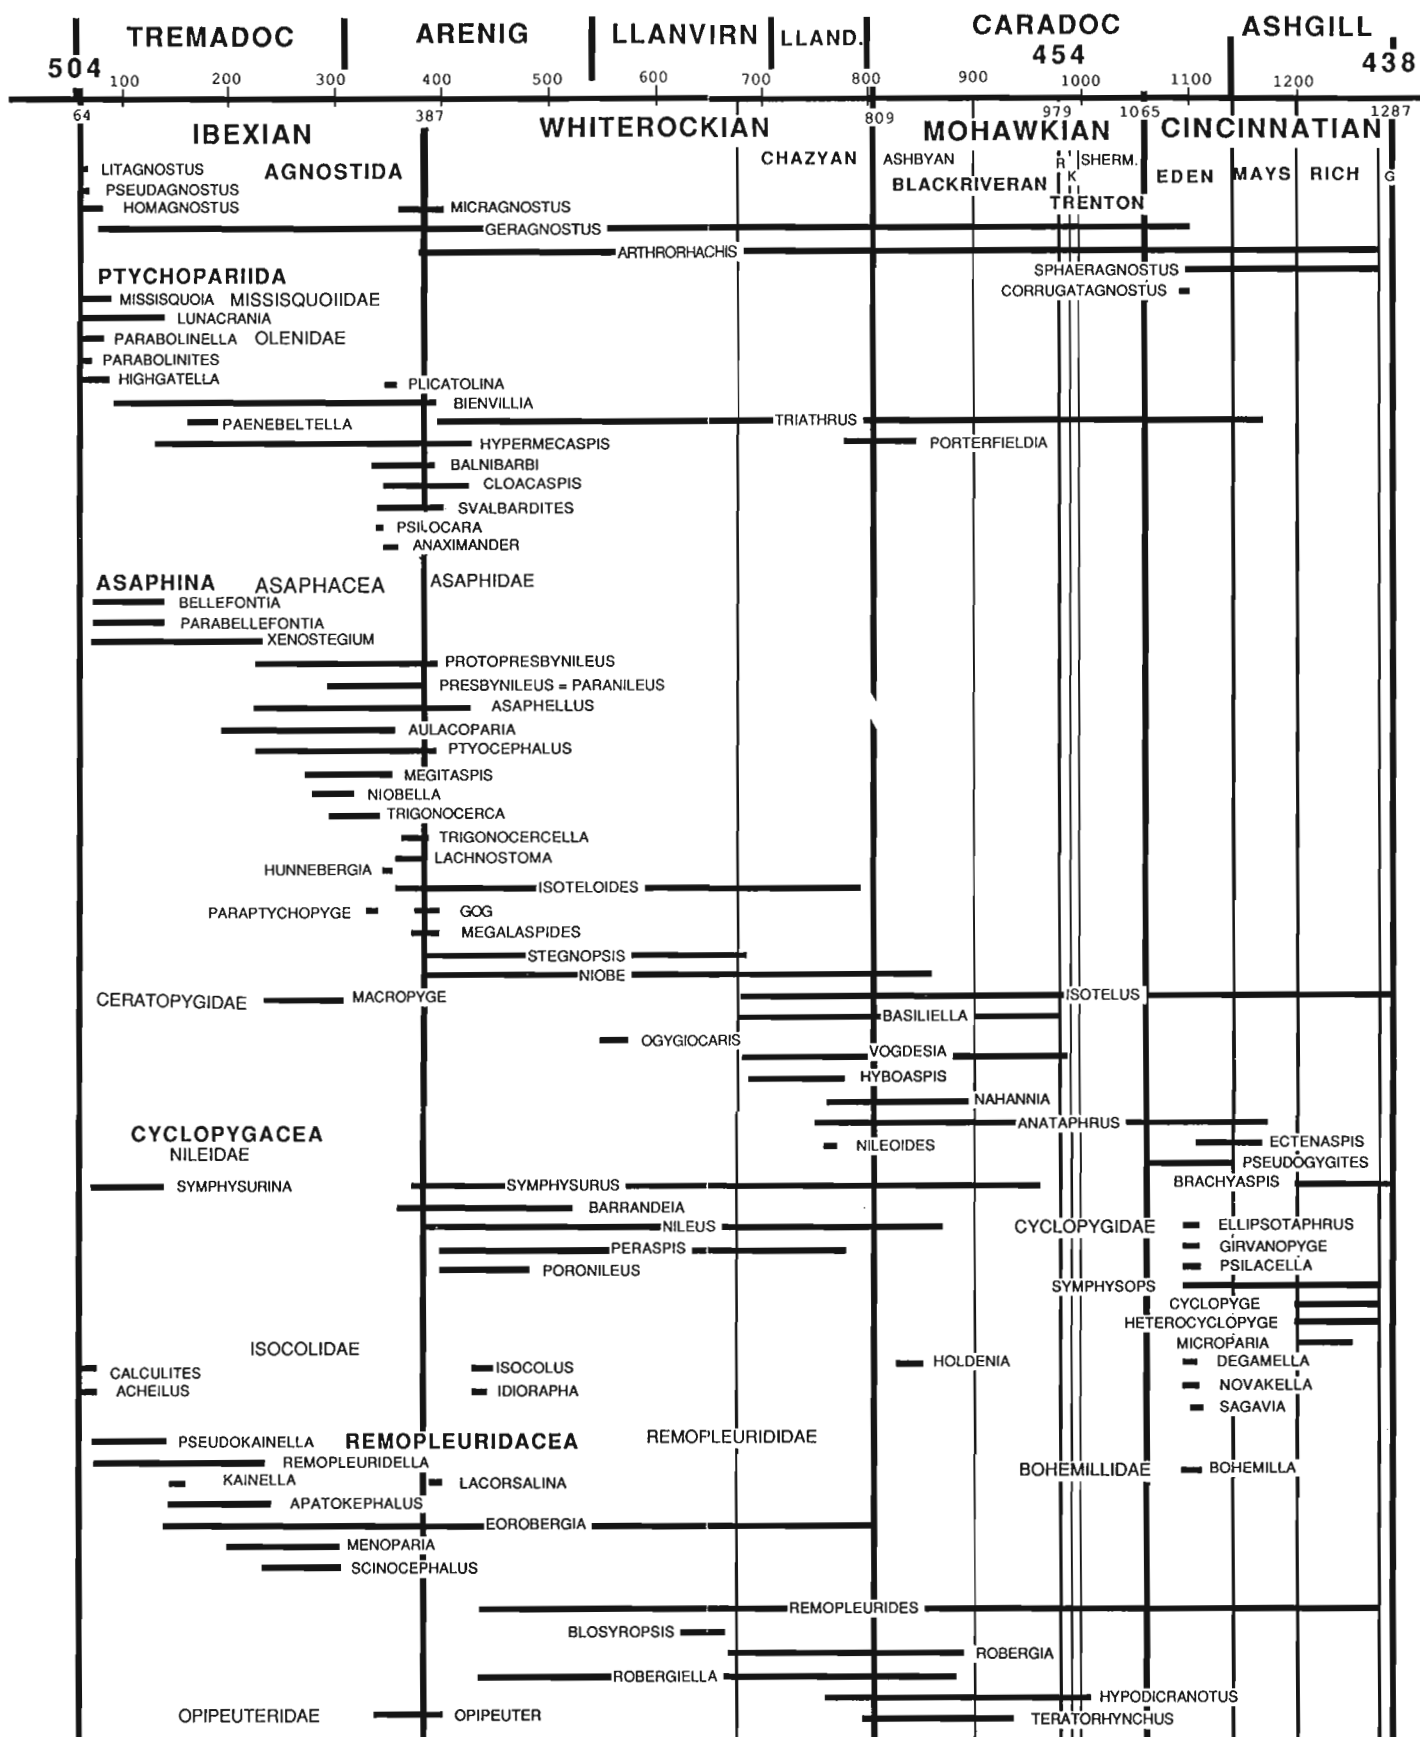 TREMADOC ARENIG LLANVIRN LLAND. CARADOC ASHGILL
504 454 438
100 200 300 400 500 600 700 800 900 1000 1100 1200
64 387 809 979 1065 1287
IBEXIAN WHITEROCKIAN MOHAWKIAN CINCINNATIAN
CHAZYAN ASHBYAN R K SHERM.
BLACKRIVERAN EDEN MAYS RICH G
TRENTON
LITAGNOSTUS AGNOSTIDA
PSEUDAGNOSTUS
HOMAGNOSTUS MICRAGNOSTUS
GERAGNOSTUS
ARTHRORHACHIS
SPHAERAGNOSTUS
PTYCHOPARIIDA
CORRUGATAGNOSTUS
MISSISQUOIA MISSISQUOIIDAE
LUNACRANIA
PARABOLINELLA OLENIDAE
PARABOLINITES
HIGHGATELLA PLICATOLINA
BIENVILLIA
PAENEBELTELLA TRIATHRUS
HYPERMECASPIS PORTERFIELDIA
BALNIBARBI
CLOACASPIS
SVALBARDITES
PSILOCARA
ANAXIMANDER
ASAPHINA ASAPHACEA ASAPHIDAE
BELLEFONTIA
PARABELLEFONTIA
XENOSTEGIUM
PROTOPRESBYNILEUS
PRESBYNILEUS = PARANILEUS
ASAPHELLUS
AULACOPARIA
PTYOCEPHALUS
MEGITASPIS
NIOBELLA
TRIGONOCERCA
TRIGONOCERCELLA
LACHNOSTOMA
HUNNEBERGIA
ISOTELOIDES
PARAPTYCHOPYGE GOG
MEGALASPIDES
STEGNOPSIS
NIOBE
CERATOPYGIDAE MACROPYGE ISOTELUS
BASILIELLA
OGYGIOCARIS
VOGDESIA
HYBOASPIS
NAHANNIA
ANATAPHRUS
CYCLOPYGACEA
NILEOIDES ECTENASPIS
NILEIDAE
PSEUDOGYGITES
SYMPHYSURINA SYMPHYSURUS BRACHYASPIS
BARRANDEIA
NILEUS CYCLOPYGIDAE ELLIPSOTAPHRUS
PERASPIS GIRVANOPYGE
PORONILEUS PSILACELLA
SYMPHYSOPS
CYCLOPYGE
HETEROCYCLOPYGE
ISOCOLIDAE MICROPARIA
CALCULITES ISOCOLUS HOLDENIA DEGAMELLA
ACHEILUS IDIORAPHA NOVAKELLA
SAGAVIA
PSEUDOKAINELLA REMOPLEURIDACEA REMOPLEURIDIDAE
REMOPLEURIDELLA
BOHEMILLIDAE BOHEMILLA
KAINELLA LACORSALINA
APATOKEPHALUS
EOROBERGIA
MENOPARIA
SCINOCEPHALUS
REMOPLEURIDES
BLOSYROPSIS
ROBERGIA
ROBERGIELLA
HYPODICRANOTUS
OPIPEUTERIDAE OPIPEUTER TERATORHYNCHUS